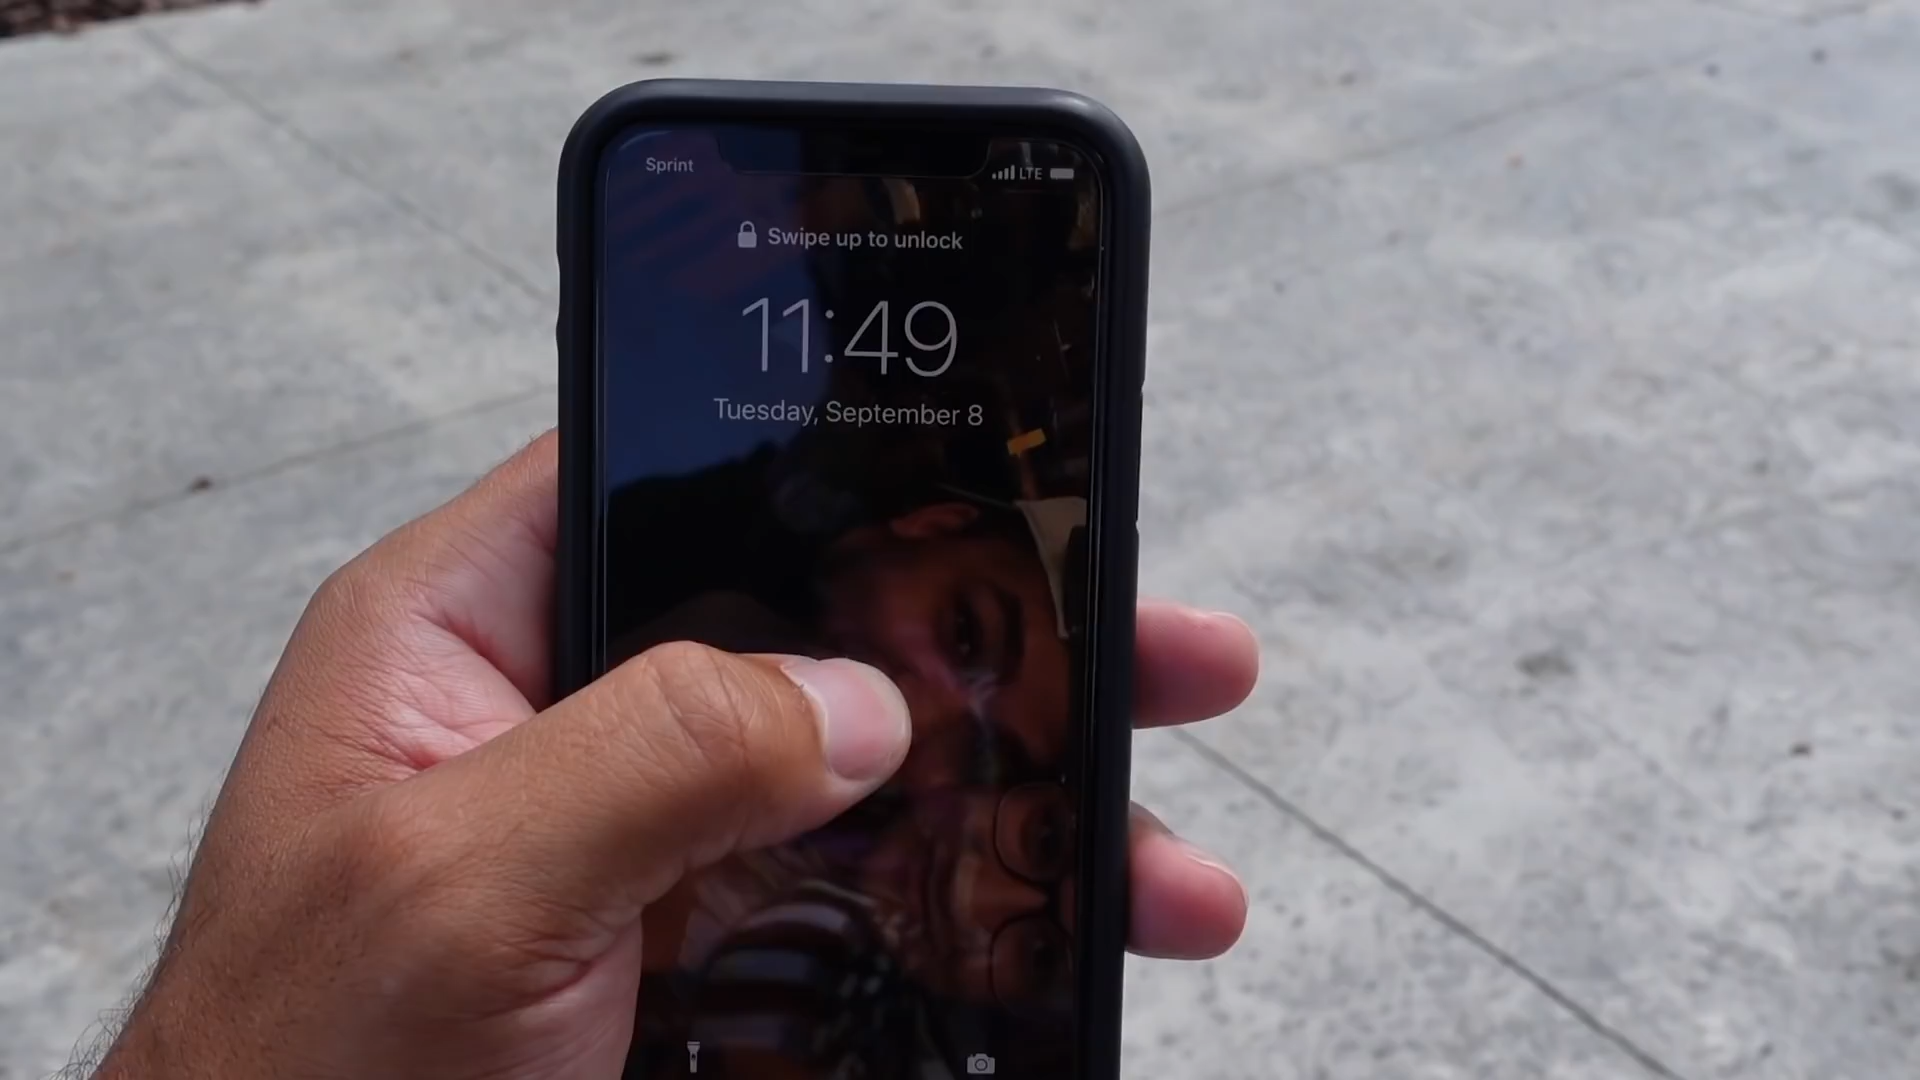 Sprint
LTE
Swipe up to unlock
11:49
Tuesday, September 8